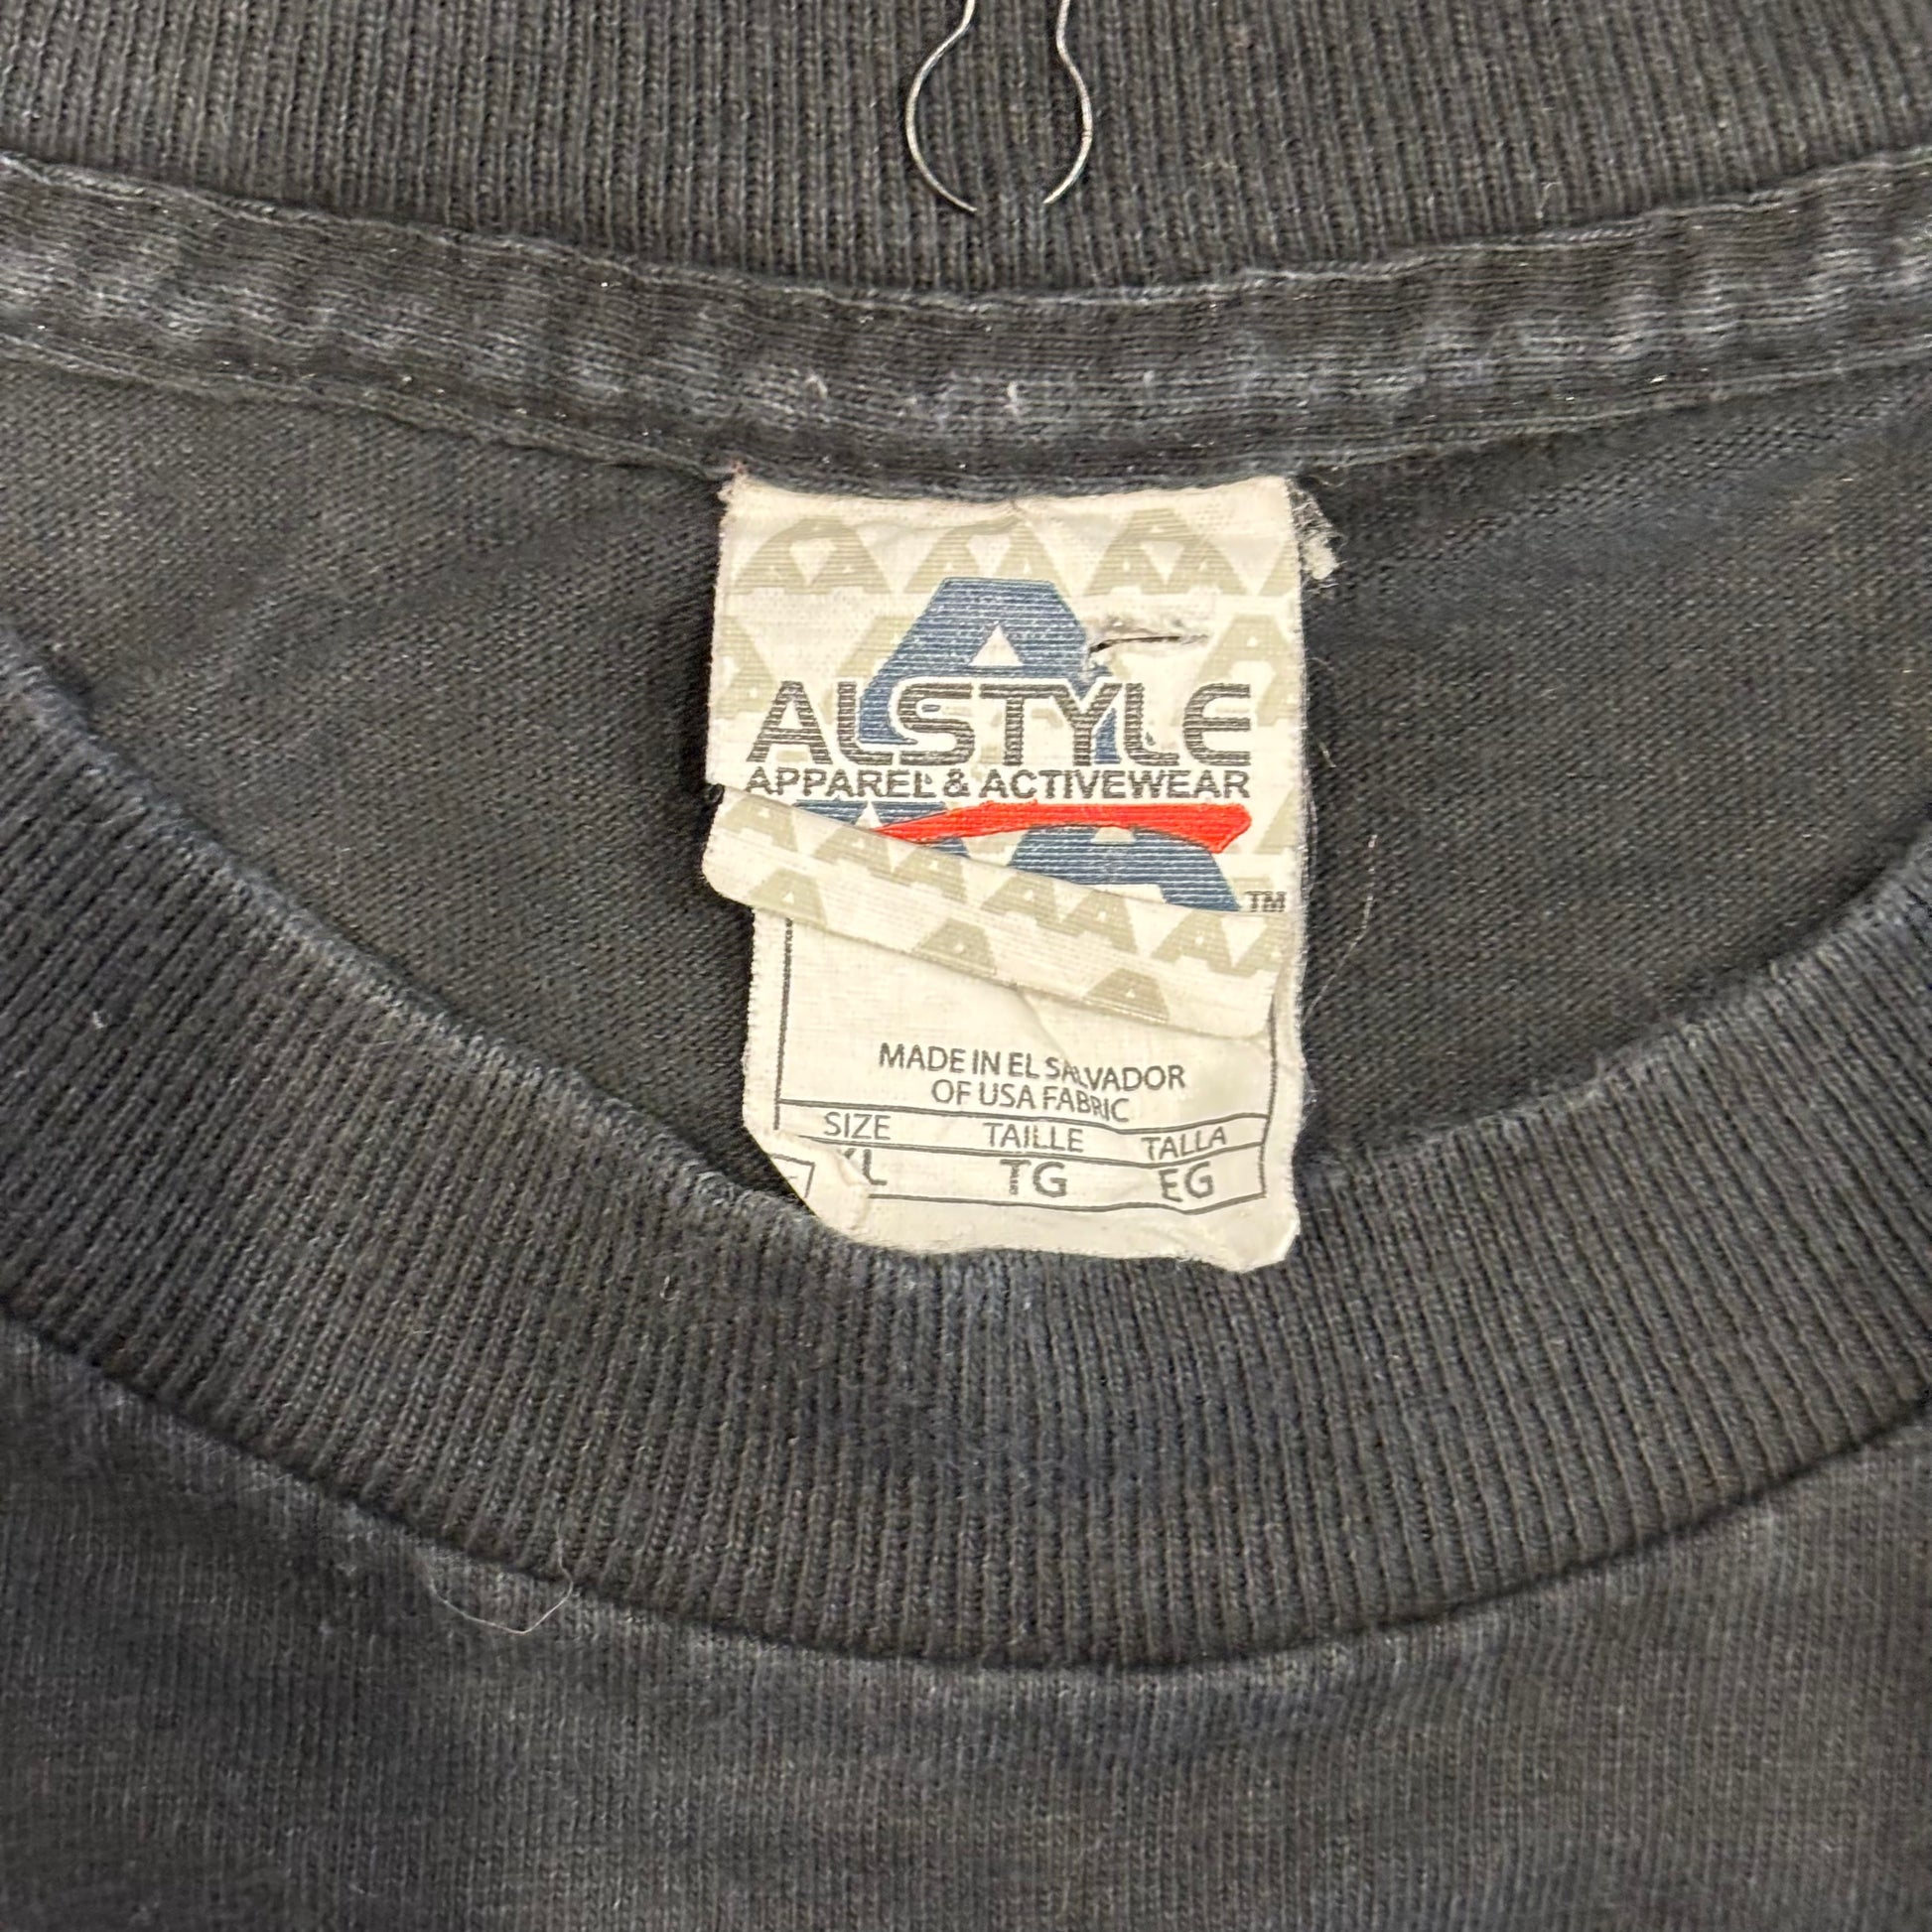 ALSTYLE
APPAREL & ACTIVEWEAR
TM
MADE IN EL SALVADOR
OF USA FABRIC
SIZE TAILLE TALLA
XL TG EG